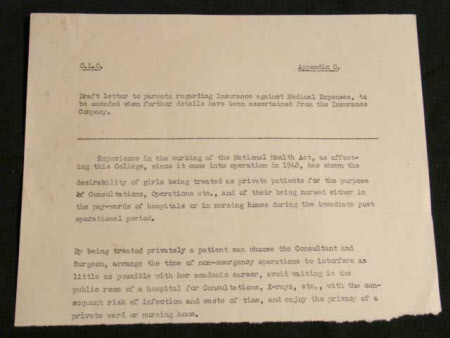 C.L.C.
Appendix C.
Draft letter to parents regarding Insurance against Medical Expenses, to
be amended when further details have been ascertained from the Insurance
Company.
Experience in the working of the National Health Act, as affect-
ing this College, since it came into operation in 1948, has shown the
desirability of girls being treated as private patients for the purpose
of Consultations, Operations etc., and of their being nursed either in
the pay-wards of hospitals or in nursing homes during the immediate post
operational period.
By being treated privately a patient can choose the Consultant and
Surgeon, arrange the time of non-emergency operations to interfere as
little as possible with her academic career, avoid waiting in the
public room of a hospital for Consultations, X-rays, etc., with the con-
sequent risk of infection and waste of time, and enjoy the privacy of a
private ward or nursing home.